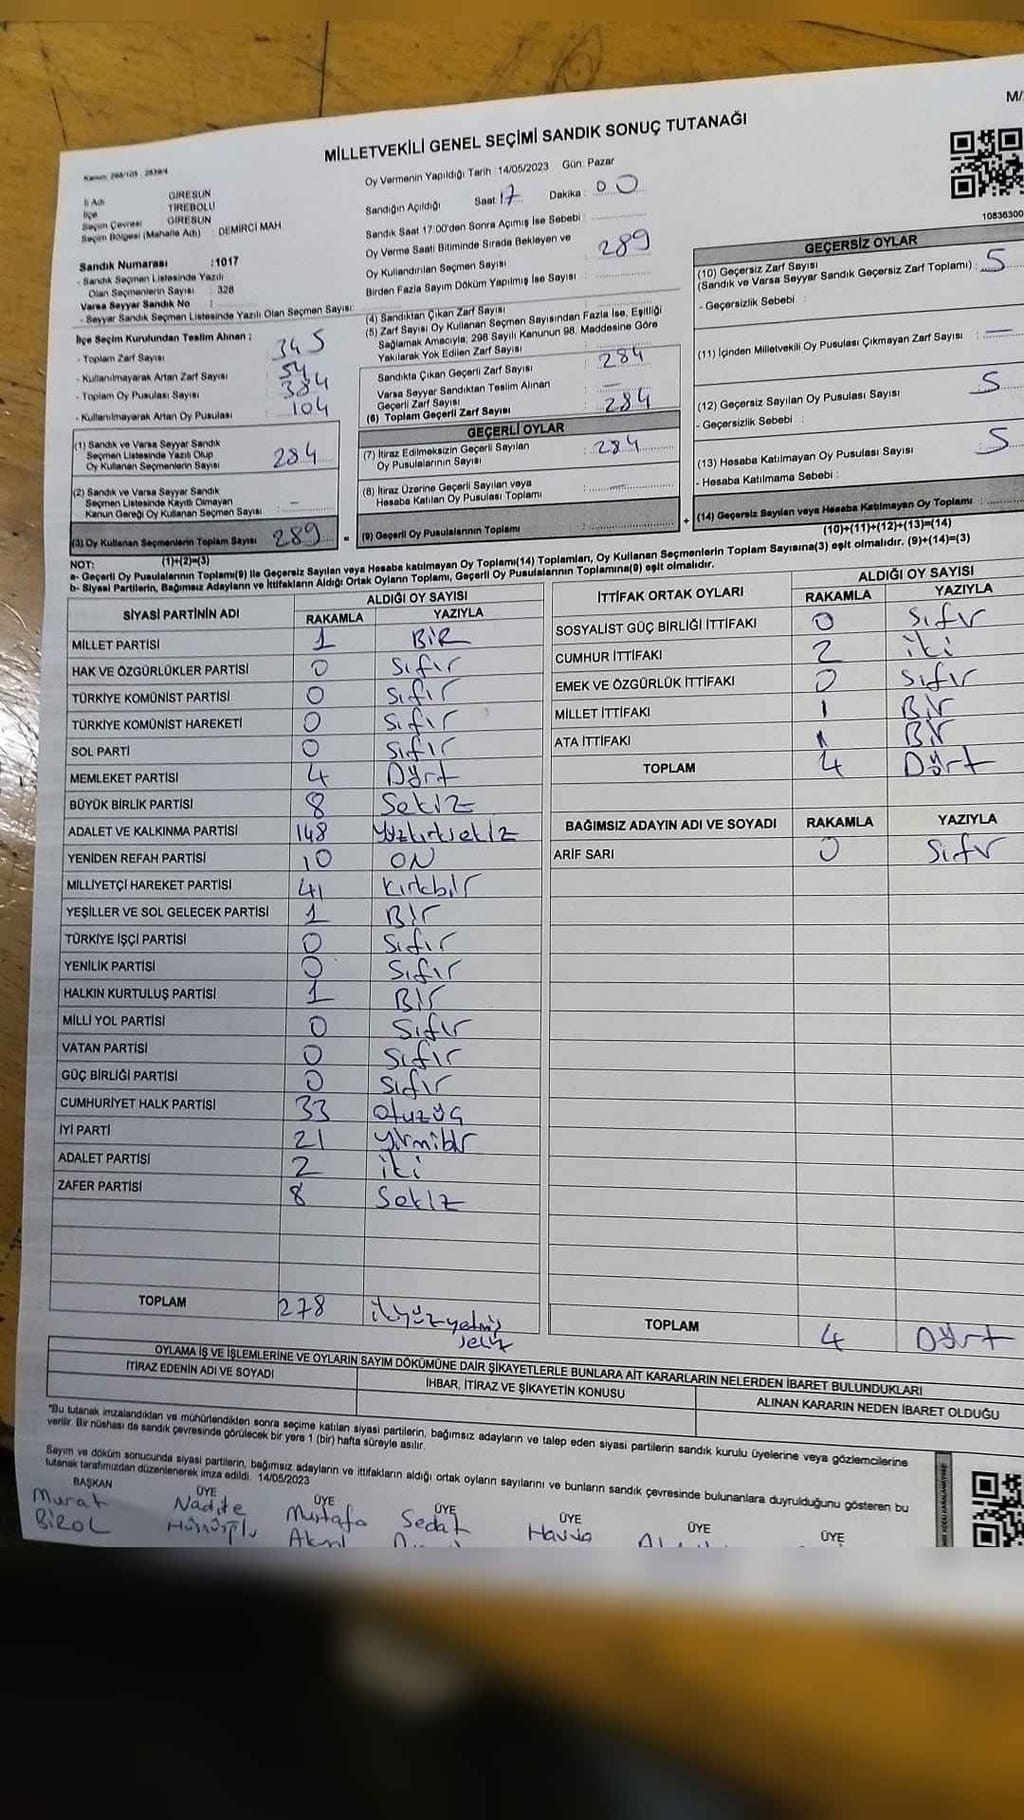 MİLLETVEKİLİ GENEL SEÇİMİ SANDIK SONUÇ TUTANAĞI
M/
İl Adı : GİRESUN
İlçe : TİREBOLU
Seçim Çevresi : GİRESUN
Seçim Bölgesi (Mahalle Adı) : DEMİRCİ MAH
Sandık Numarası : 1017
- Sandık Seçmen Listesinde Yazılı
Olan Seçmenlerin Sayısı : 328
Varsa Seyyar Sandık No :
- Seyyar Sandık Seçmen Listesinde Yazılı Olan Seçmen Sayısı:
Oy Vermenin Yapıldığı Tarih :14/05/2023 Gün: Pazar
Sandığın Açıldığı Saat: 17 Dakika : 00
Sandık Saat 17:00'den Sonra Açımış İse Sebebi :
Oy Verme Saati Bitiminde Sırada Bekleyen ve
Oy Kullandırılan Seçmen Sayısı : 289
Birden Fazla Sayım Döküm Yapılmış İse Sayısı :
10836300
İlçe Seçim Kurulundan Teslim Alınan ;
- Toplam Zarf Sayısı : 345
- Kullanılmayarak Artan Zarf Sayısı : 54
- Toplam Oy Pusulası Sayısı : 384
- Kullanılmayarak Artan Oy Pusulası : 104
(1) Sandık ve Varsa Seyyar Sandık
Seçmen Listesinde Yazılı Olup
Oy Kullanan Seçmenlerin Sayısı : 284
(2) Sandık ve Varsa Seyyar Sandık
Seçmen Listesinde Kayıtlı Olmayan
Kanun Gereği Oy Kullanan Seçmen Sayısı : -
(3) Oy Kullanan Seçmenlerin Toplam Sayısı : 289
(1)+(2)=(3)
(4) Sandıktan Çıkan Zarf Sayısı
(5) Zarf Sayısı Oy Kullanan Seçmen Sayısından Fazla İse, Eşitliği
Sağlamak Amacıyla, 298 Sayılı Kanunun 98. Maddesine Göre
Yakılarak Yok Edilen Zarf Sayısı
Sandıkta Çıkan Geçerli Zarf Sayısı : 284
Varsa Seyyar Sandıktan Teslim Alınan
Geçerli Zarf Sayısı : -
(6) Toplam Geçerli Zarf Sayısı : 284
GEÇERLİ OYLAR
(7) İtiraz Edilmeksizin Geçerli Sayılan
Oy Pusulalarının Sayısı : 284
(8) İtiraz Üzerine Geçerli Sayılan veya
Hesaba Katılan Oy Pusulası Toplamı : -
= (9) Geçerli Oy Pusulalarının Toplamı :
GEÇERSİZ OYLAR
(10) Geçersiz Zarf Sayısı
(Sandık ve Varsa Seyyar Sandık Geçersiz Zarf Toplamı) : 5
- Geçersizlik Sebebi :
(11) İçinden Milletvekili Oy Pusulası Çıkmayan Zarf Sayısı : -
(12) Geçersiz Sayılan Oy Pusulası Sayısı : 5
- Geçersizlik Sebebi :
(13) Hesaba Katılmayan Oy Pusulası Sayısı : 5
- Hesaba Katılmama Sebebi :
+ (14) Geçersiz Sayılan veya Hesaba Katılmayan Oy Toplamı :
(10)+(11)+(12)+(13)=(14)
NOT:
a- Geçerli Oy Pusulalarının Toplamı(9) ile Geçersiz Sayılan veya Hesaba katılmayan Oy Toplamı(14) Toplamları, Oy Kullanan Seçmenlerin Toplam Sayısına(3) eşit olmalıdır. (9)+(14)=(3)
b- Siyasi Partilerin, Bağımsız Adayların ve İttifakların Aldığı Ortak Oyların Toplamı, Geçerli Oy Pusulalarının Toplamına(9) eşit olmalıdır.
SİYASİ PARTİNİN ADI ALDIĞI OY SAYISI
RAKAMLA YAZIYLA
MİLLET PARTİSİ 1 BİR
HAK VE ÖZGÜRLÜKLER PARTİSİ 0 Sıfır
TÜRKİYE KOMÜNİST PARTİSİ 0 Sıfır
TÜRKİYE KOMÜNİST HAREKETİ 0 Sıfır
SOL PARTİ 0 Sıfır
MEMLEKET PARTİSİ 4 Dört
BÜYÜK BİRLİK PARTİSİ 8 Sekiz
ADALET VE KALKINMA PARTİSİ 148 Yüzkırksekiz
YENİDEN REFAH PARTİSİ 10 ON
MİLLİYETÇİ HAREKET PARTİSİ 41 Kırkbir
YEŞİLLER VE SOL GELECEK PARTİSİ 1 Bir
TÜRKİYE İŞÇİ PARTİSİ 0 Sıfır
YENİLİK PARTİSİ 0 Sıfır
HALKIN KURTULUŞ PARTİSİ 1 Bir
MİLLİ YOL PARTİSİ 0 Sıfır
VATAN PARTİSİ 0 Sıfır
GÜÇ BİRLİĞİ PARTİSİ 0 Sıfır
CUMHURİYET HALK PARTİSİ 33 Otuzüç
İYİ PARTİ 21 Yirmibir
ADALET PARTİSİ 2 iki
ZAFER PARTİSİ 8 Sekiz
TOPLAM 278 ikiyüzyetmiş
sekiz
İTTİFAK ORTAK OYLARI ALDIĞI OY SAYISI
RAKAMLA YAZIYLA
SOSYALİST GÜÇ BİRLİĞİ İTTİFAKI 0 Sıfır
CUMHUR İTTİFAKI 2 iki
EMEK VE ÖZGÜRLÜK İTTİFAKI 0 Sıfır
MİLLET İTTİFAKI 1 Bir
ATA İTTİFAKI 1 Bir
TOPLAM 4 Dört
BAĞIMSIZ ADAYIN ADI VE SOYADI RAKAMLA YAZIYLA
ARİF SARI 0 Sıfır
TOPLAM 4 Dört
OYLAMA İŞ VE İŞLEMLERİNE VE OYLARIN SAYIM DÖKÜMÜNE DAİR ŞİKAYETLERLE BUNLARA AİT KARARLARIN NELERDEN İBARET BULUNDUKLARI
İTİRAZ EDENİN ADI VE SOYADI
İHBAR, İTİRAZ VE ŞİKAYETİN KONUSU
ALINAN KARARIN NEDEN İBARET OLDUĞU
"Bu tutanak imzalandıktan ve mühürlendikten sonra seçime katılan siyasi partilerin, bağımsız adayların ve talep eden siyasi partilerin sandık kurulu üyelerine veya gözlemcilerine
verilir. Bir nüshası da sandık çevresinde görülecek bir yere 1 (bir) hafta süreyle asılır.
Sayım ve döküm sonucunda siyasi partilerin, bağımsız adayların ve ittifakların aldığı ortak oyların sayılarını ve bunların sandık çevresinde bulunanlara duyrulduğunu gösteren bu
tutanak tarafımızdan düzenlenerek imza edildi. 14/05/2023
BAŞKAN ÜYE ÜYE ÜYE ÜYE ÜYE ÜYE
Murat Nadite Mustafa Sedat Havva
BİROL